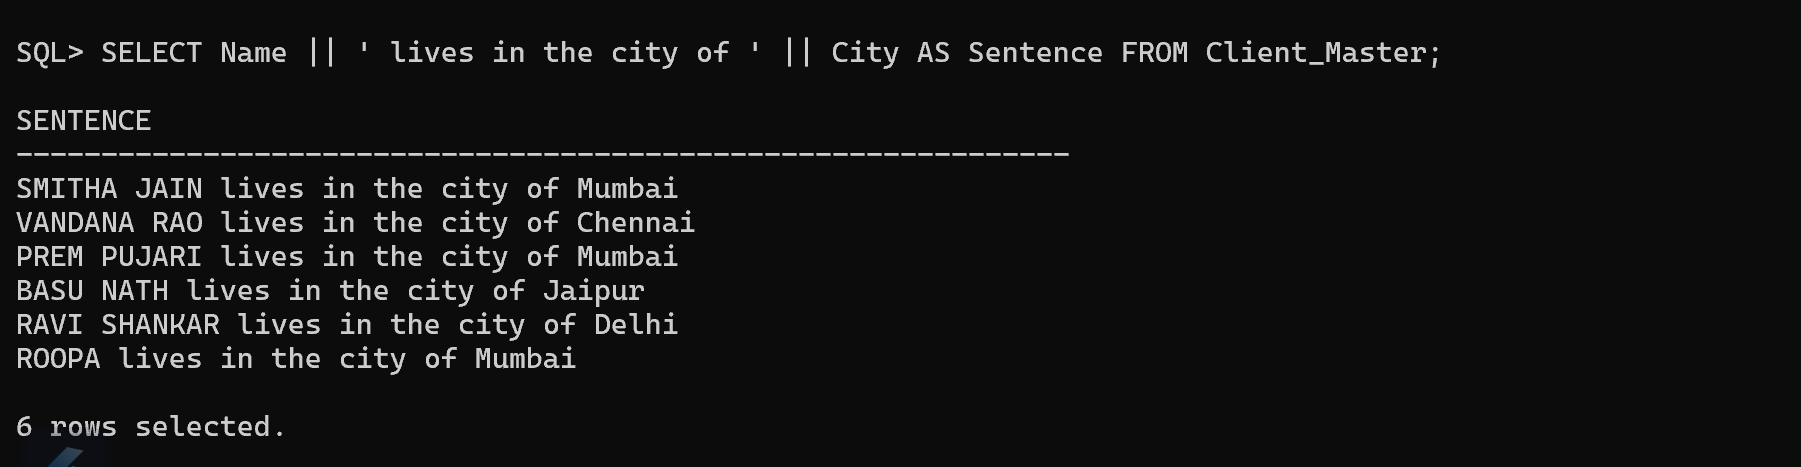 SQL> SELECT Name || ' lives in the city of ' || City AS Sentence FROM Client_Master;
SENTENCE
--------------------------------------------------------------
SMITHA JAIN lives in the city of Mumbai
VANDANA RAO lives in the city of Chennai
PREM PUJARI lives in the city of Mumbai
BASU NATH lives in the city of Jaipur
RAVI SHANKAR lives in the city of Delhi
ROOPA lives in the city of Mumbai
6 rows selected.